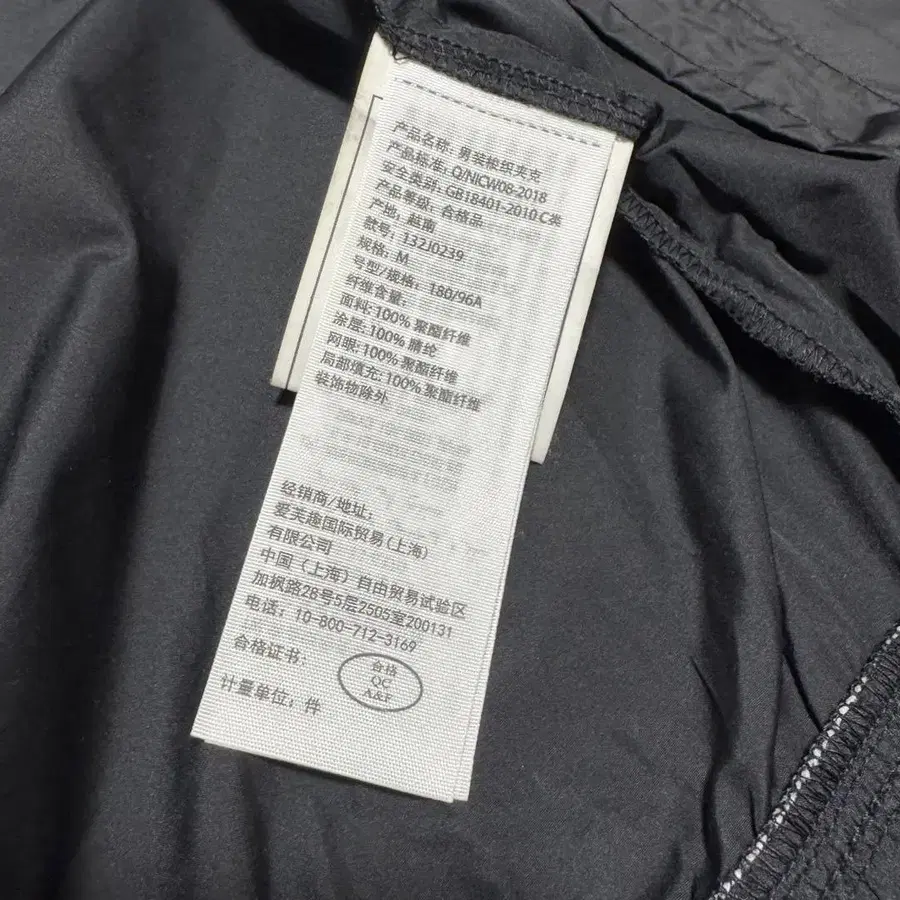 产品名称: 男装梭织夹克
产品标准: Q/NICW08-2018
安全类别: GB18401-2010 C类
产品等级: 合格品
产地: 越南
款号: 132J0239
规格: M
号型/规格: 180/96A
纤维含量:
面料:100% 聚酯纤维
涂层:100% 腈纶
网眼:100% 聚酯纤维
局部填充:100% 聚酯纤维
装饰物除外
经销商/地址:
爱芙趣国际贸易(上海)
有限公司
中国（上海）自由贸易试验区
加枫路28号5层2505室200131
电话: 10-800-712-3169
合格证书:
合格
QC
A&F
计量单位: 件